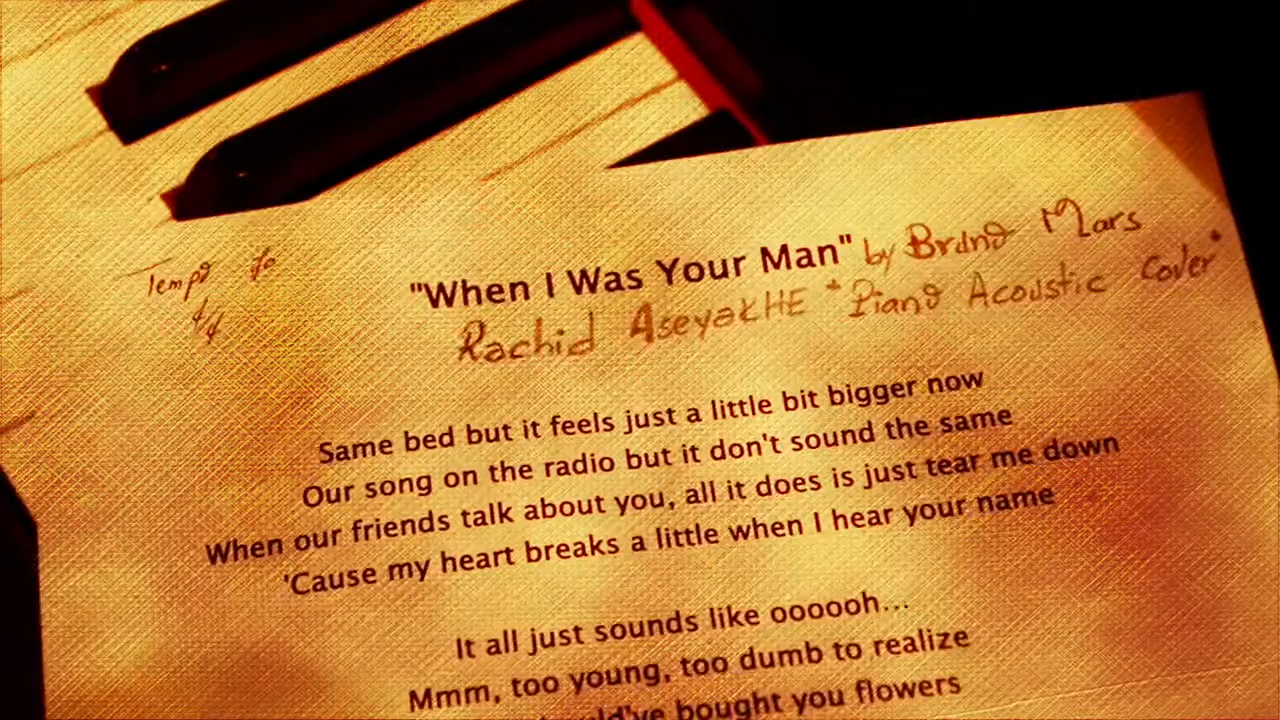 "When I Was Your Man" by Bruno Mars
Rachid Aseyakhe "Piano Acoustic Cover"
Tempo
4/4
Same bed but it feels just a little bit bigger now
Our song on the radio but it don't sound the same
When our friends talk about you, all it does is just tear me down
'Cause my heart breaks a little when I hear your name
It all just sounds like oooooh...
Mmm, too young, too dumb to realize
bought you flowers